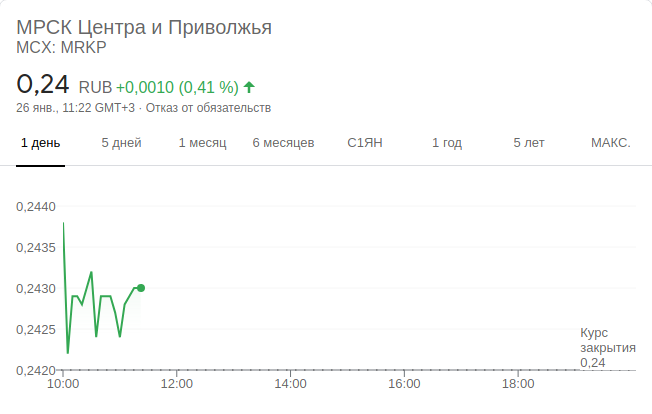 МРСК Центра и Приволжья
MCX: MRKP
0,24 RUB +0,0010 (0,41 %)
26 янв., 11:22 GMT+3 · Отказ от обязательств
1 день 5 дней 1 месяц 6 месяцев С1ЯН 1 год 5 лет МАКС.
0,2440
0,2435
0,2430
0,2425
Курс
закрытия
0,24
0,2420
10:00 12:00 14:00 16:00 18:00